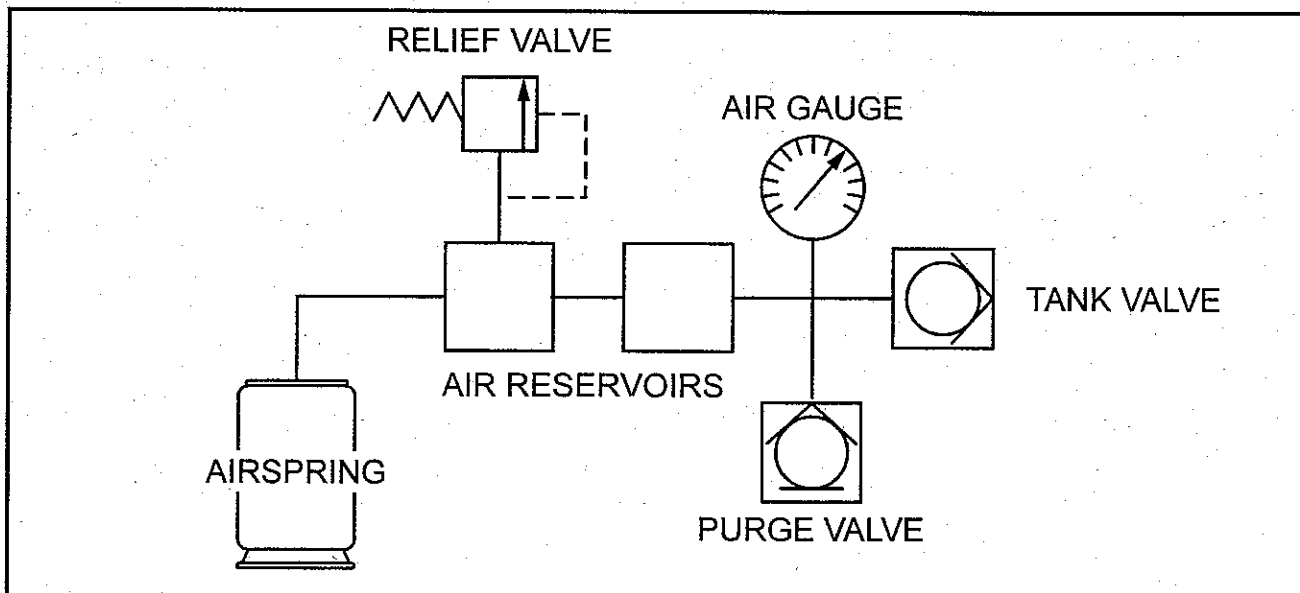 RELIEF VALVE
AIR GAUGE
TANK VALVE
AIR RESERVOIRS
AIRSPRING
PURGE VALVE